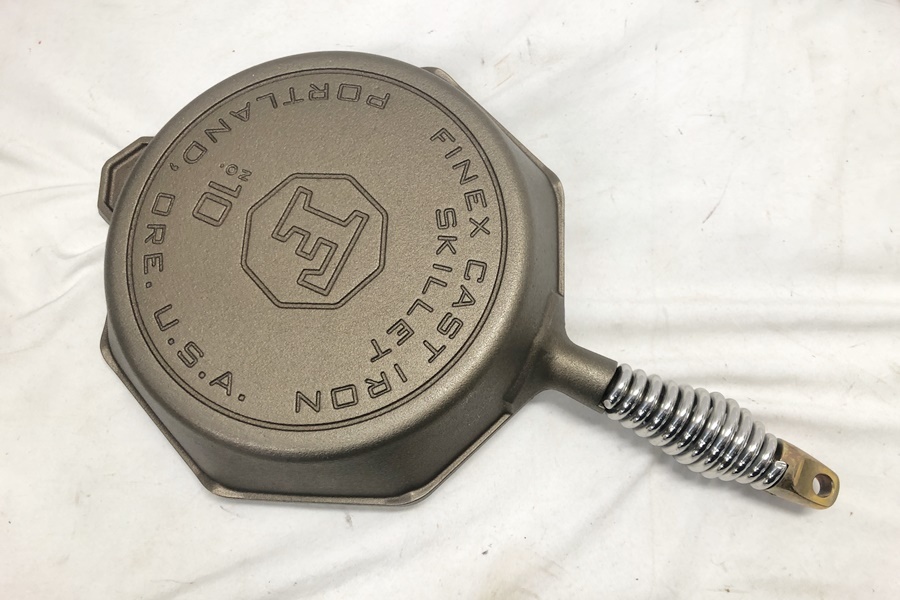 FINEX CAST IRON
SKILLET
F
Nº 10
PORTLAND, ORE. U.S.A.